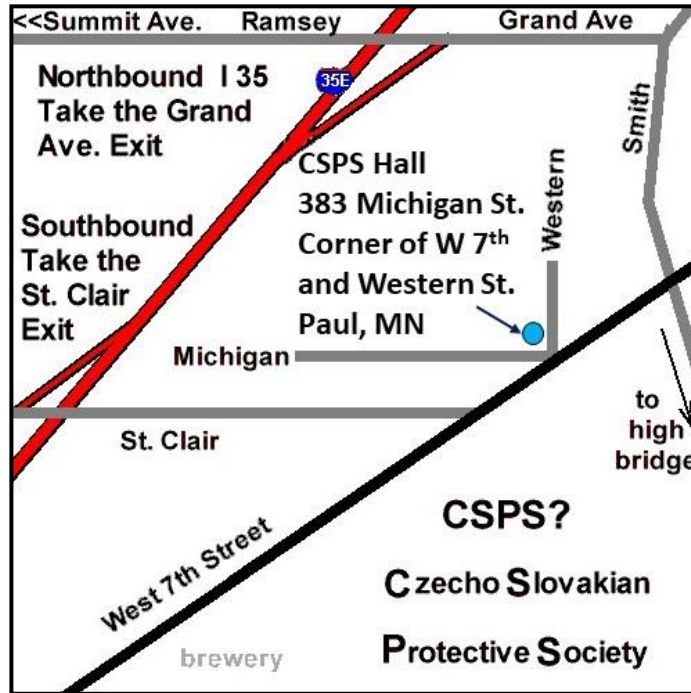 <<Summit Ave.
Ramsey
Grand Ave
Northbound I 35
Take the Grand
Ave. Exit
35E
Smith
Western
CSPS Hall
383 Michigan St.
Corner of W 7th
and Western St.
Paul, MN
Southbound
Take the
St. Clair
Exit
Michigan
St. Clair
to
high
bridge
West 7th Street
CSPS?
Czecho Slovakian
Protective Society
brewery